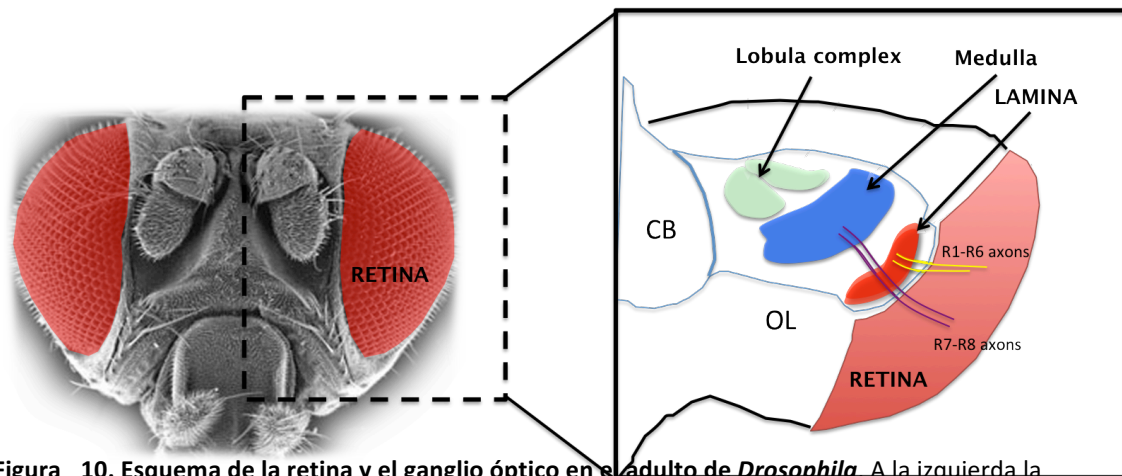 Lobula complex
Medulla
LAMINA
CB
R1-R6 axons
RETINA
OL
R7-R8 axons
RETINA
Figura 10. Esquema de la retina y el ganglio óptico en el adulto de Drosophila. A la izquierda la